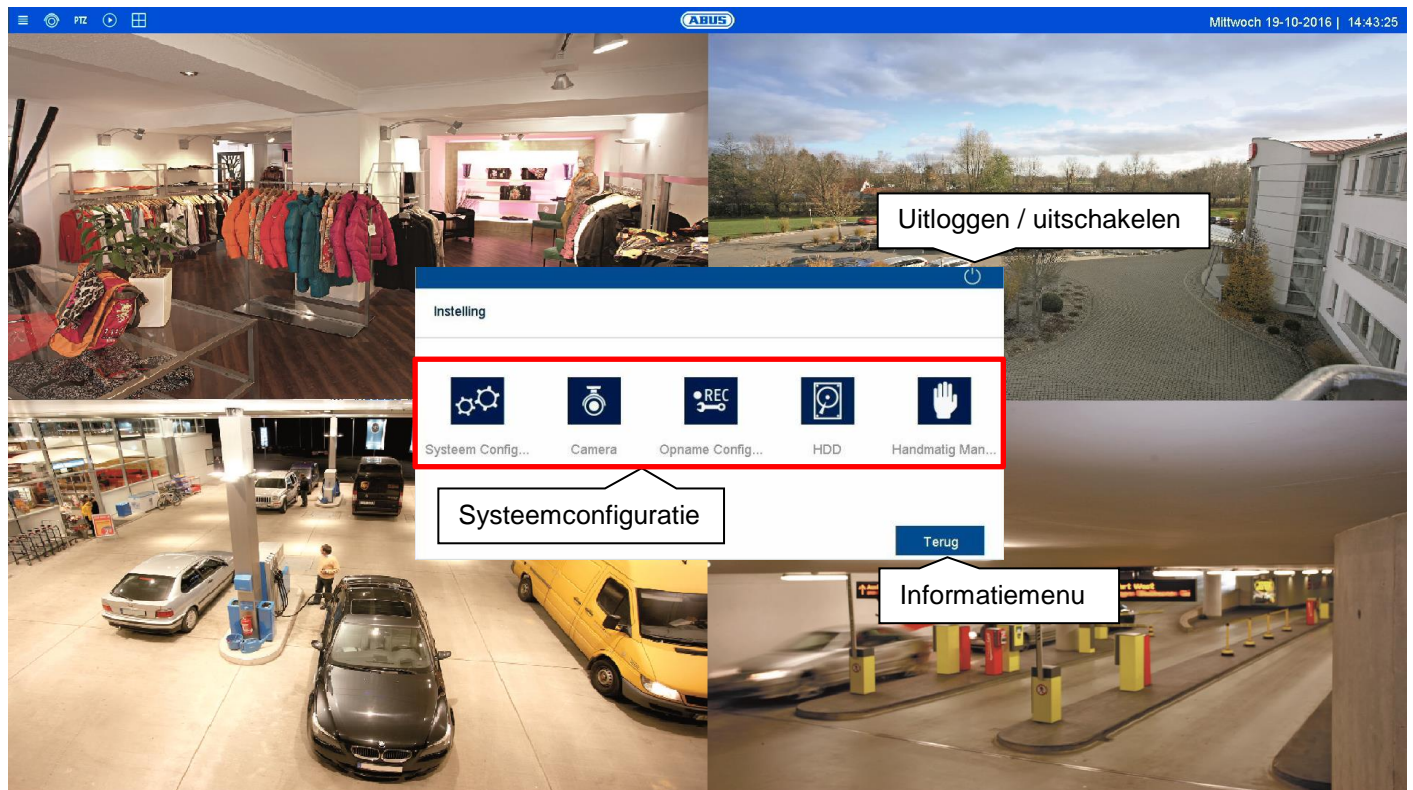 PTZ
ABUS
Mittwoch 19-10-2016 | 14:43:25
Uitloggen / uitschakelen
Instelling
REC
Systeem Config...
Camera
Opname Config...
HDD
Handmatig Man...
Systeemconfiguratie
Terug
Informatiemenu